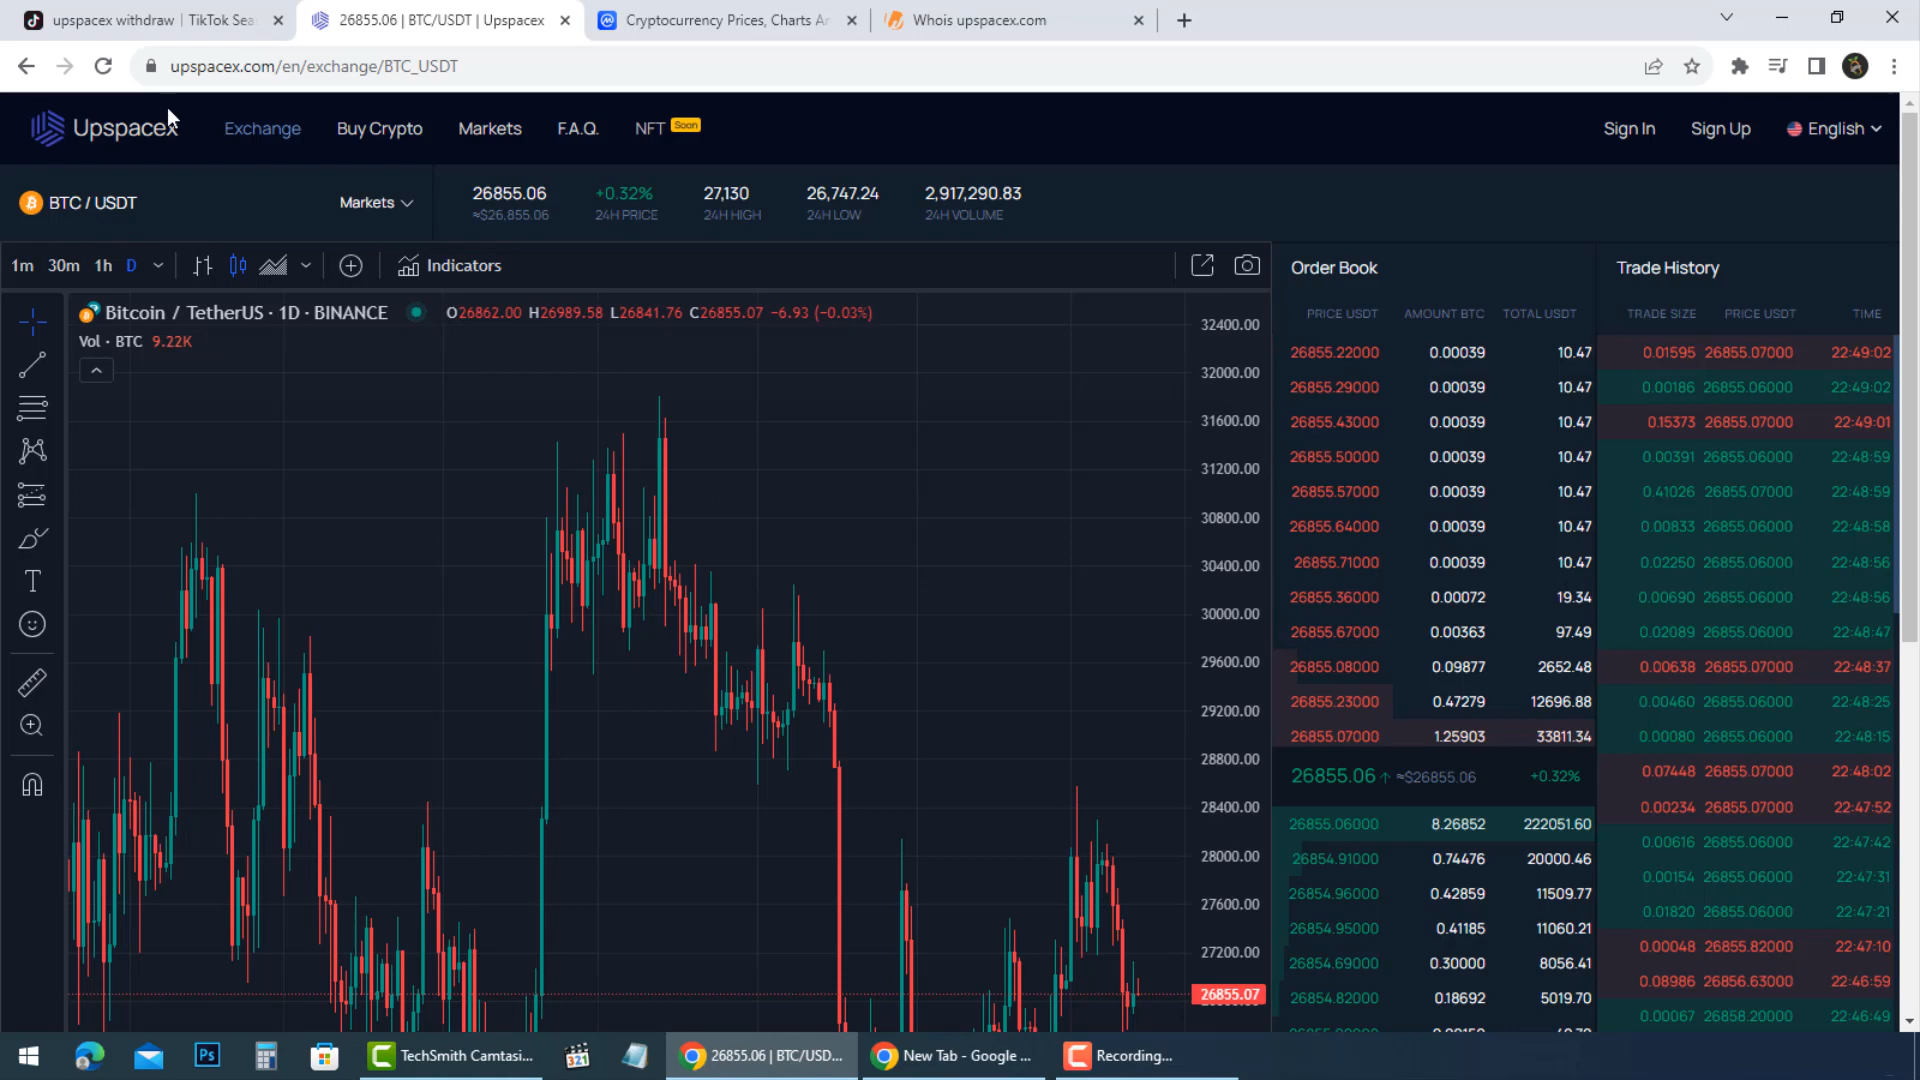 upspacex withdraw | TikTok Sea
26855.06 | BTC/USDT | Upspacex
Cryptocurrency Prices, Charts An
Whois upspacex.com
upspacex.com/en/exchange/BTC_USDT
Upspacex
Exchange
Buy Crypto
Markets
F.A.Q.
NFT Soon
Sign In
Sign Up
English
BTC / USDT
Markets
26855.06
≈$26,855.06
+0.32%
24H PRICE
27,130
24H HIGH
26,747.24
24H LOW
2,917,290.83
24H VOLUME
1m 30m 1h D
Indicators
Bitcoin / TetherUS · 1D · BINANCE
O26862.00 H26989.58 L26841.76 C26855.07 −6.93 (−0.03%)
Vol · BTC 9.22K
32400.00
32000.00
31600.00
31200.00
30800.00
30400.00
30000.00
29600.00
29200.00
28800.00
28400.00
28000.00
27600.00
27200.00
26855.07
Order Book
PRICE USDT AMOUNT BTC TOTAL USDT
26855.22000 0.00039 10.47
26855.29000 0.00039 10.47
26855.43000 0.00039 10.47
26855.50000 0.00039 10.47
26855.57000 0.00039 10.47
26855.64000 0.00039 10.47
26855.71000 0.00039 10.47
26855.36000 0.00072 19.34
26855.67000 0.00363 97.49
26855.08000 0.09877 2652.48
26855.23000 0.47279 12696.88
26855.07000 1.25903 33811.34
26855.06↑ ≈$26855.06 +0.32%
26855.06000 8.26852 222051.60
26854.91000 0.74476 20000.46
26854.96000 0.42859 11509.77
26854.95000 0.41185 11060.21
26854.69000 0.30000 8056.41
26854.82000 0.18692 5019.70
Trade History
TRADE SIZE PRICE USDT TIME
0.01595 26855.07000 22:49:02
0.00186 26855.06000 22:49:02
0.15373 26855.07000 22:49:01
0.00391 26855.06000 22:48:59
0.41026 26855.07000 22:48:59
0.00833 26855.06000 22:48:58
0.02250 26855.06000 22:48:56
0.00690 26855.06000 22:48:56
0.02089 26855.06000 22:48:47
0.00638 26855.07000 22:48:37
0.00460 26855.06000 22:48:25
0.00080 26855.06000 22:48:15
0.07448 26855.07000 22:48:02
0.00234 26855.07000 22:47:52
0.00616 26855.06000 22:47:42
0.00154 26855.06000 22:47:31
0.01820 26855.06000 22:47:21
0.00048 26855.82000 22:47:10
0.08986 26856.63000 22:46:59
0.00067 26858.20000 22:46:49
Ps
TechSmith Camtasi...
321
26855.06 | BTC/USD...
New Tab - Google ...
Recording...